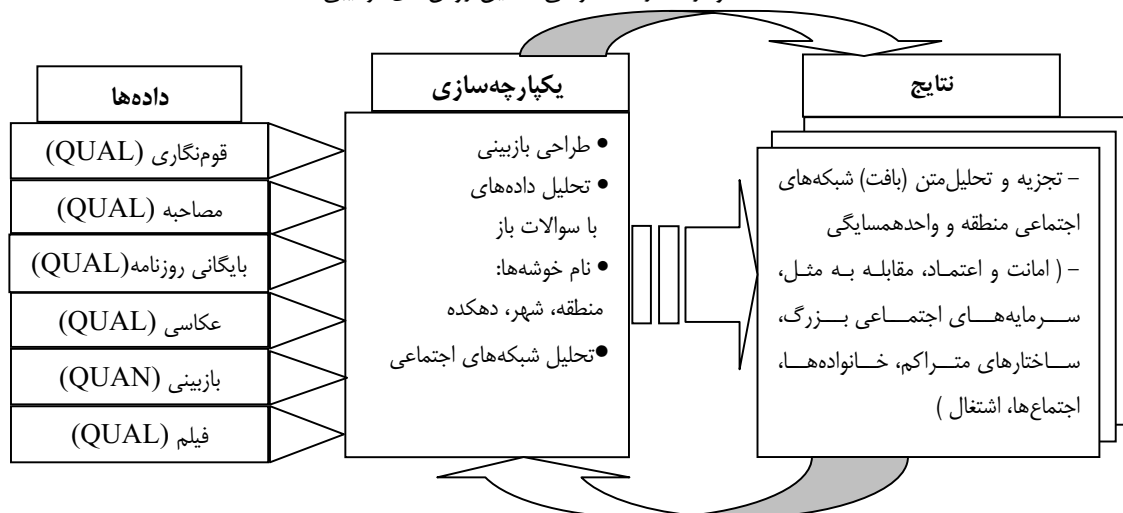 داده‌ها
قوم‌نگاری (QUAL)
مصاحبه (QUAL)
بایگانی روزنامه(QUAL)
عکاسی (QUAL)
بازبینی (QUAN)
فیلم (QUAL)
یکپارچه‌سازی
• طراحی بازبینی
• تحلیل داده‌های
با سوالات باز
• نام خوشه‌ها:
منطقه، شهر، دهکده
•تحلیل شبکه‌های اجتماعی
نتایج
– تجزیه و تحلیل‌متن (بافت) شبکه‌های
اجتماعی منطقه و واحدهمسایگی
– ( امانت و اعتماد، مقابله به مثل،
سرمایه‌های اجتماعی بزرگ،
ساختارهای متراکم، خانواده‌ها،
اجتماع‌ها، اشتغال )